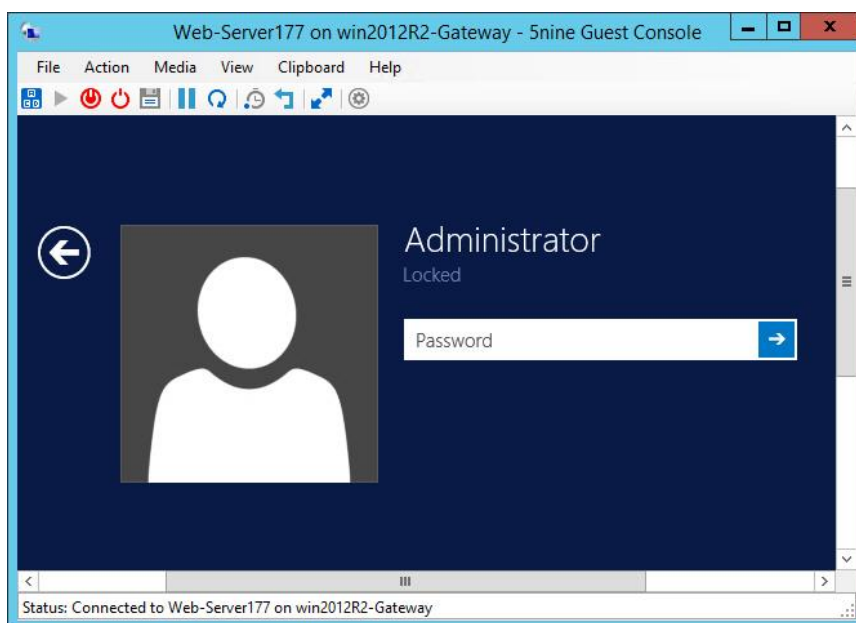 Web-Server177 on win2012R2-Gateway - 5nine Guest Console
File Action Media View Clipboard Help
Administrator
Locked
Password
Status: Connected to Web-Server177 on win2012R2-Gateway